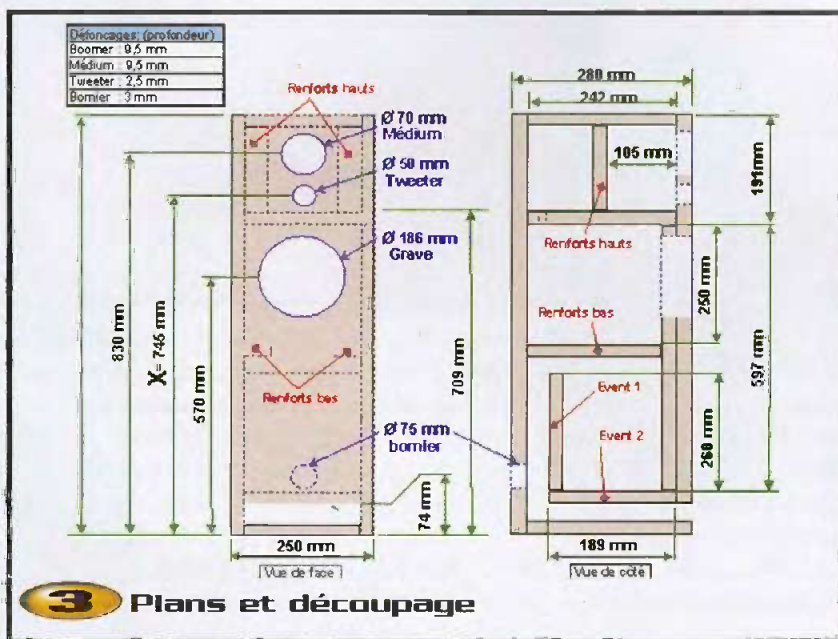 Défonçages: (profondeur)
Boomer : 9,5 mm
Médium : 9,5 mm
Tweeter : 2,5 mm
Bornier : 3 mm
Renforts hauts
Ø 70 mm
Médium
Ø 50 mm
Tweeter
Ø 186 mm
Grave
830 mm
X= 745 mm
570 mm
709 mm
Renforts bas
Ø 75 mm
bornier
74 mm
250 mm
Vue de face
280 mm
242 mm
105 mm
191mm
Renforts hauts
250 mm
Renforts bas
597 mm
Event 1
Event 2
260 mm
189 mm
Vue de côté
3 Plans et découpage